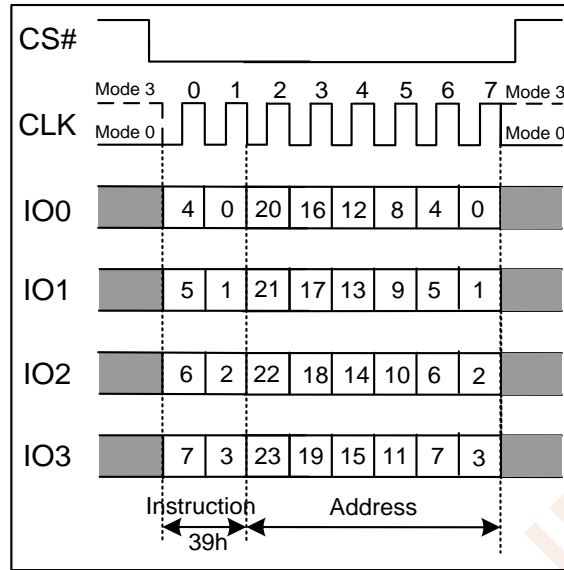 CS#
Mode 3 0 1 2 3 4 5 6 7 Mode 3
CLK
Mode 0 Mode 0
IO0 4 0 20 16 12 8 4 0
IO1 5 1 21 17 13 9 5 1
IO2 6 2 22 18 14 10 6 2
IO3 7 3 23 19 15 11 7 3
Instruction Address
39h